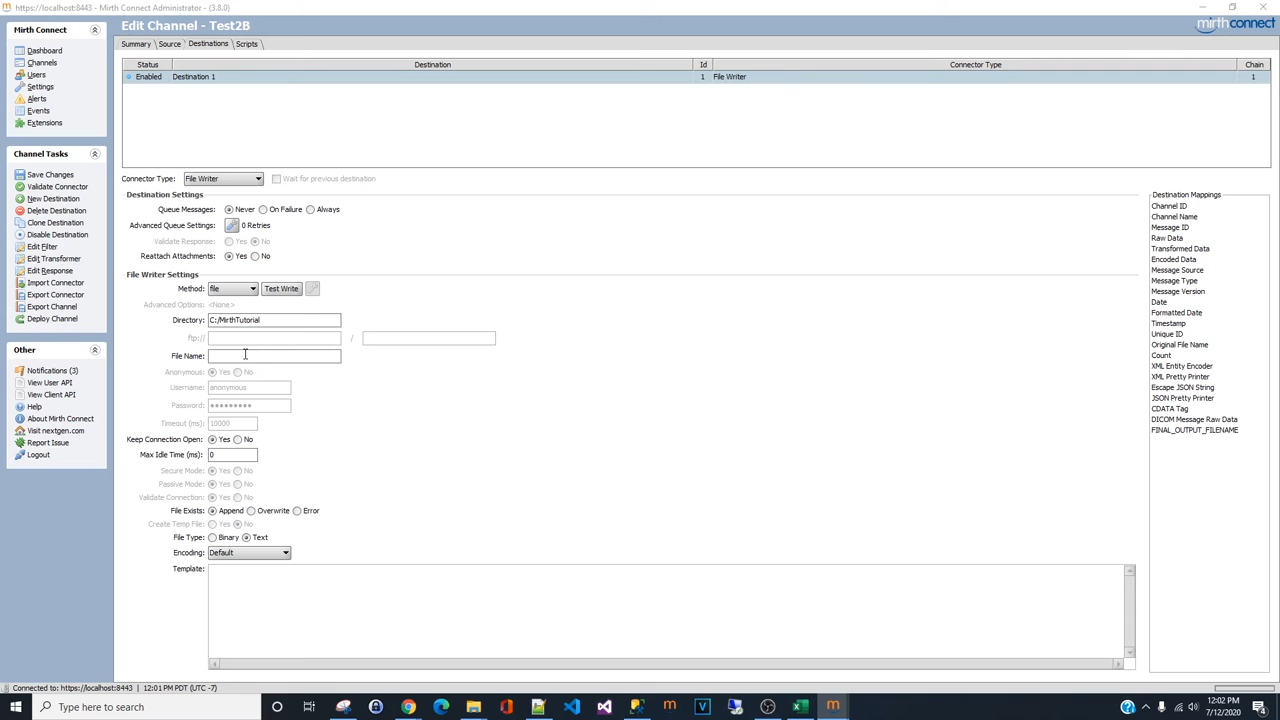 https://localhost:8443 - Mirth Connect Administrator - (3.8.0)
Mirth Connect
Dashboard
Channels
Users
Settings
Alerts
Events
Extensions
Channel Tasks
Save Changes
Validate Connector
New Destination
Delete Destination
Clone Destination
Disable Destination
Edit Filter
Edit Transformer
Edit Response
Import Connector
Export Connector
Export Channel
Deploy Channel
Other
Notifications (3)
View User API
View Client API
Help
About Mirth Connect
Visit nextgen.com
Report Issue
Logout
Edit Channel - Test2B
mirthconnect
Summary Source Destinations Scripts
Status Destination Id Connector Type Chain
Enabled Destination 1 1 File Writer 1
Connector Type: File Writer Wait for previous destination
Destination Settings
Queue Messages: Never On Failure Always
Advanced Queue Settings: 0 Retries
Validate Response: Yes No
Reattach Attachments: Yes No
File Writer Settings
Method: file Test Write
Advanced Options: <None>
Directory: C:/MirthTutorial
ftp:// /
File Name:
Anonymous: Yes No
Username: anonymous
Password: •••••••••
Timeout (ms): 10000
Keep Connection Open: Yes No
Max Idle Time (ms): 0
Secure Mode: Yes No
Passive Mode: Yes No
Validate Connection: Yes No
File Exists: Append Overwrite Error
Create Temp File: Yes No
File Type: Binary Text
Encoding: Default
Template:
Destination Mappings
Channel ID
Channel Name
Message ID
Raw Data
Transformed Data
Encoded Data
Message Source
Message Type
Message Version
Date
Formatted Date
Timestamp
Unique ID
Original File Name
Count
XML Entity Encoder
XML Pretty Printer
Escape JSON String
JSON Pretty Printer
CDATA Tag
DICOM Message Raw Data
FINAL_OUTPUT_FILENAME
Connected to: https://localhost:8443 | 12:01 PM PDT (UTC -7)
Type here to search
12:02 PM
7/12/2020